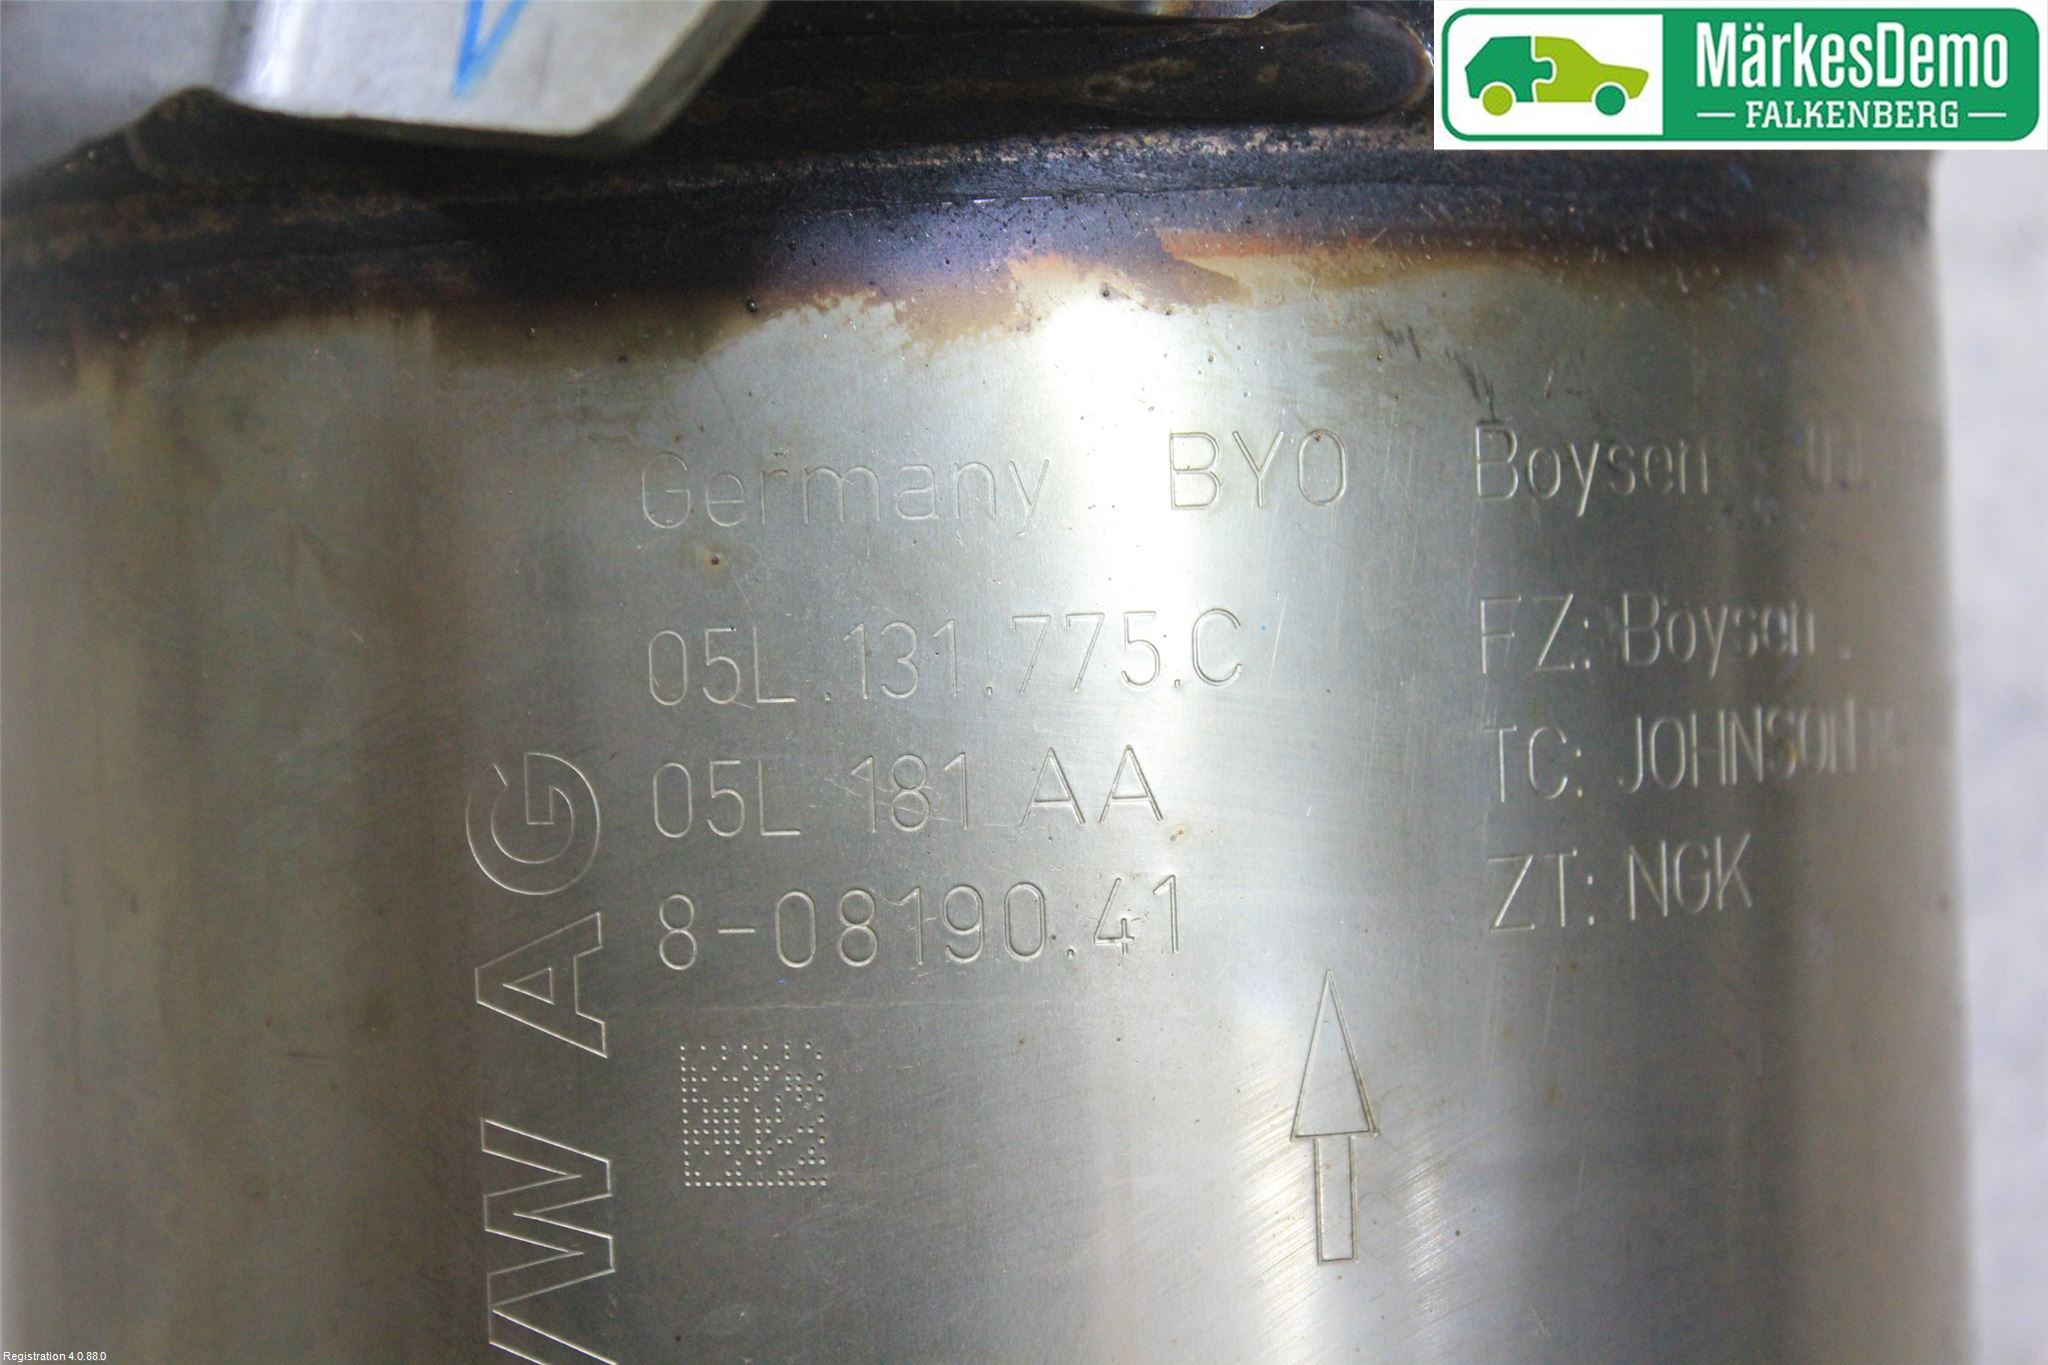 MärkesDemo
FALKENBERG
Germany BYO Boysen
05L.131.775.C
05L 181 AA
8-08190.41
FZ: Boysen
TC: JOHNSON
ZT: NGK
VW AG
Registration 4.0.88.0